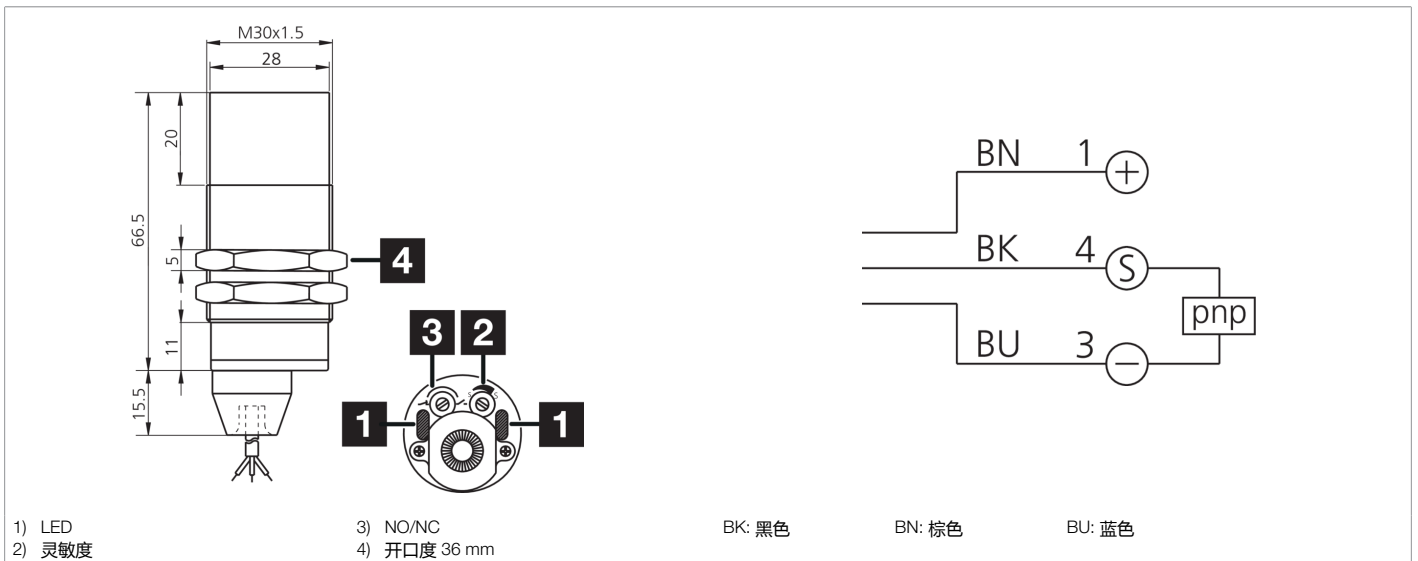 M30x1.5
28
20
66.5
5
4
11
15.5
3 2
s S
1 1
BN 1 +
BK 4 S
pnp
BU 3 −
1) LED
2) 灵敏度
3) NO/NC
4) 开口度 36 mm
BK: 黑色 BN: 棕色 BU: 蓝色